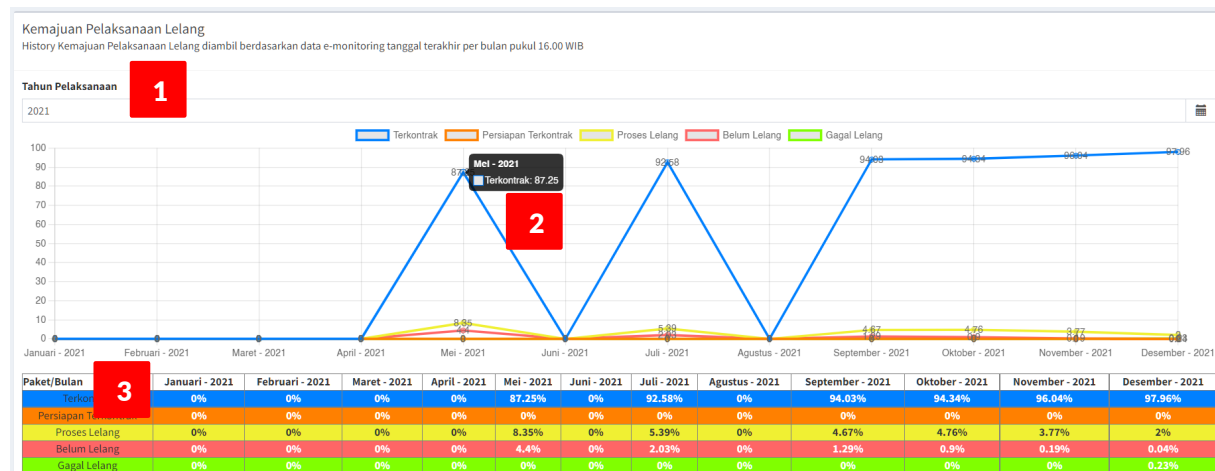 Kemajuan Pelaksanaan Lelang
History Kemajuan Pelaksanaan Lelang diambil berdasarkan data e-monitoring tanggal terakhir per bulan pukul 16.00 WIB
Tahun Pelaksanaan
1
2021
Terkontrak Persiapan Terkontrak Proses Lelang Belum Lelang Gagal Lelang
100
90
80
70
60
50
40
30
20
10
0
Mei - 2021
Terkontrak: 87.25
2
92.58
94.34
97.96
8.35
4.4
5.39
4.67
4.76
3.77
Januari - 2021 Februari - 2021 Maret - 2021 April - 2021 Mei - 2021 Juni - 2021 Juli - 2021 Agustus - 2021 September - 2021 Oktober - 2021 November - 2021 Desember - 2021
3
Paket/Bulan Januari - 2021 Februari - 2021 Maret - 2021 April - 2021 Mei - 2021 Juni - 2021 Juli - 2021 Agustus - 2021 September - 2021 Oktober - 2021 November - 2021 Desember - 2021
0% 0% 0% 0% 87.25% 0% 92.58% 0% 94.03% 94.34% 96.04% 97.96%
Persiapan 0% 0% 0% 0% 0% 0% 0% 0% 0% 0% 0% 0%
Proses Lelang 0% 0% 0% 0% 8.35% 0% 5.39% 0% 4.67% 4.76% 3.77% 2%
Belum Lelang 0% 0% 0% 0% 4.4% 0% 2.03% 0% 1.29% 0.9% 0.19% 0.04%
Gagal Lelang 0% 0% 0% 0% 0% 0% 0% 0% 0% 0% 0% 0.23%